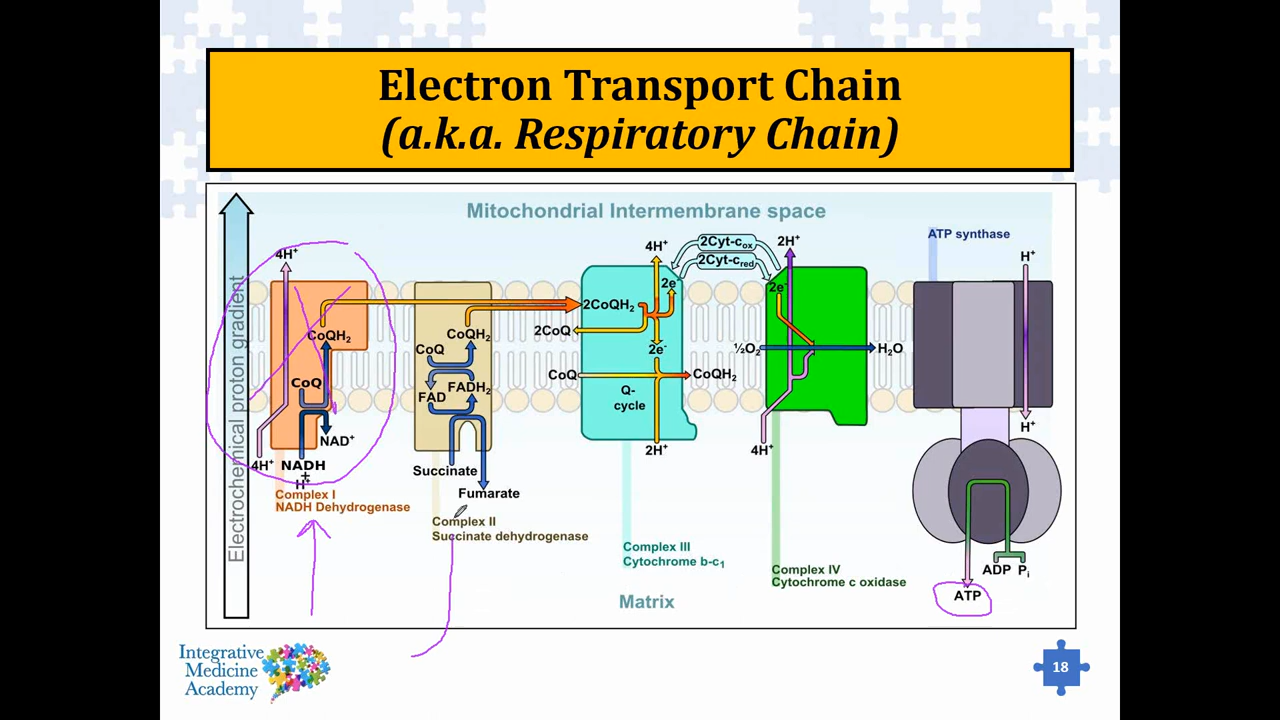 Electron Transport Chain
(a.k.a. Respiratory Chain)
Mitochondrial Intermembrane space
Electrochemical proton gradient
4H⁺
CoQH₂
CoQ
NAD⁺
4H⁺
NADH
+
H⁺
Complex I
NADH Dehydrogenase
CoQH₂
CoQ
FADH₂
FAD
Succinate
Fumarate
Complex II
Succinate dehydrogenase
4H⁺
2e⁻
2CoQH₂
2CoQ
2e⁻
CoQ
CoQH₂
Q-
cycle
2H⁺
Complex III
Cytochrome b-c₁
2Cyt-cox
2Cyt-cred
2H⁺
2e⁻
½O₂
H₂O
4H⁺
Complex IV
Cytochrome c oxidase
ATP synthase
H⁺
H⁺
ADP Pi
ATP
Matrix
Integrative
Medicine
Academy
18